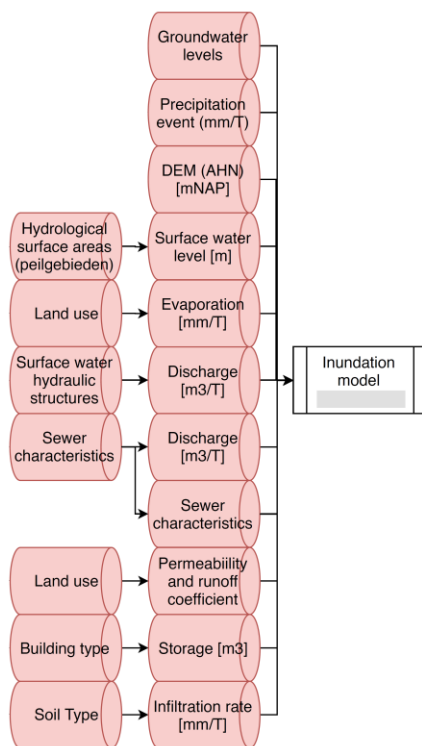 Groundwater
levels
Precipitation
event (mm/T)
DEM (AHN)
[mNAP]
Hydrological
surface areas
(peilgebieden)
Surface water
level [m]
Land use
Evaporation
[mm/T]
Surface water
hydraulic
structures
Discharge
[m3/T]
Inundation
model
Sewer
characteristics
Discharge
[m3/T]
Sewer
characteristics
Land use
Permeabiility
and runoff
coefficient
Building type
Storage [m3]
Soil Type
Infiltration rate
[mm/T]